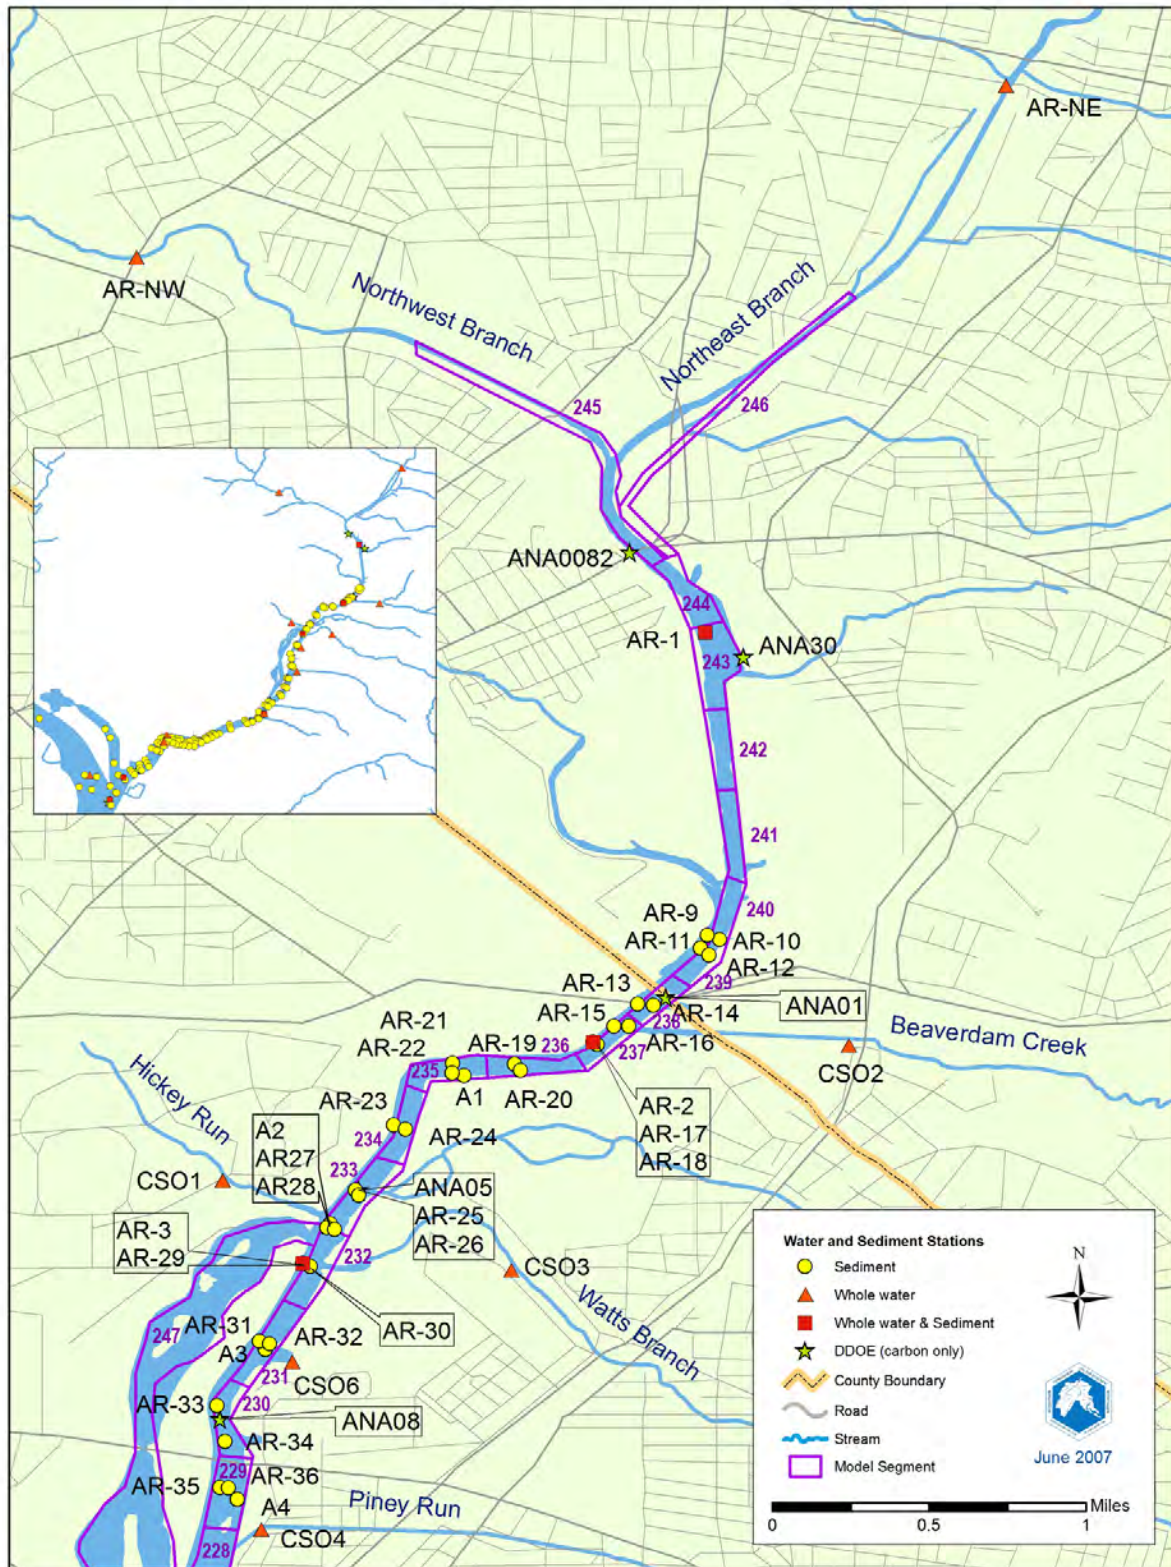 AR-NE
AR-NW
Northwest Branch
Northeast Branch
245
246
ANA0082
244
AR-1
ANA30
243
242
241
240
AR-9
AR-11
AR-10
AR-12
239
AR-13
ANA01
AR-14
AR-15
238
AR-16
Beaverdam Creek
AR-21
AR-22
AR-19
236
237
CSO2
235
A1
AR-20
Hickey Run
AR-23
AR-2
AR-17
AR-18
234
AR-24
A2
AR27
AR28
233
CSO1
ANA05
AR-25
AR-26
AR-3
AR-29
232
CSO3
Watts Branch
247
AR-31
AR-32
AR-30
A3
231
CSO6
AR-33
230
ANA08
AR-34
229
AR-35
AR-36
A4
Piney Run
CSO4
228
Water and Sediment Stations
Sediment
Whole water
Whole water & Sediment
DDOE (carbon only)
County Boundary
Road
Stream
Model Segment
N
June 2007
Miles
0
0.5
1